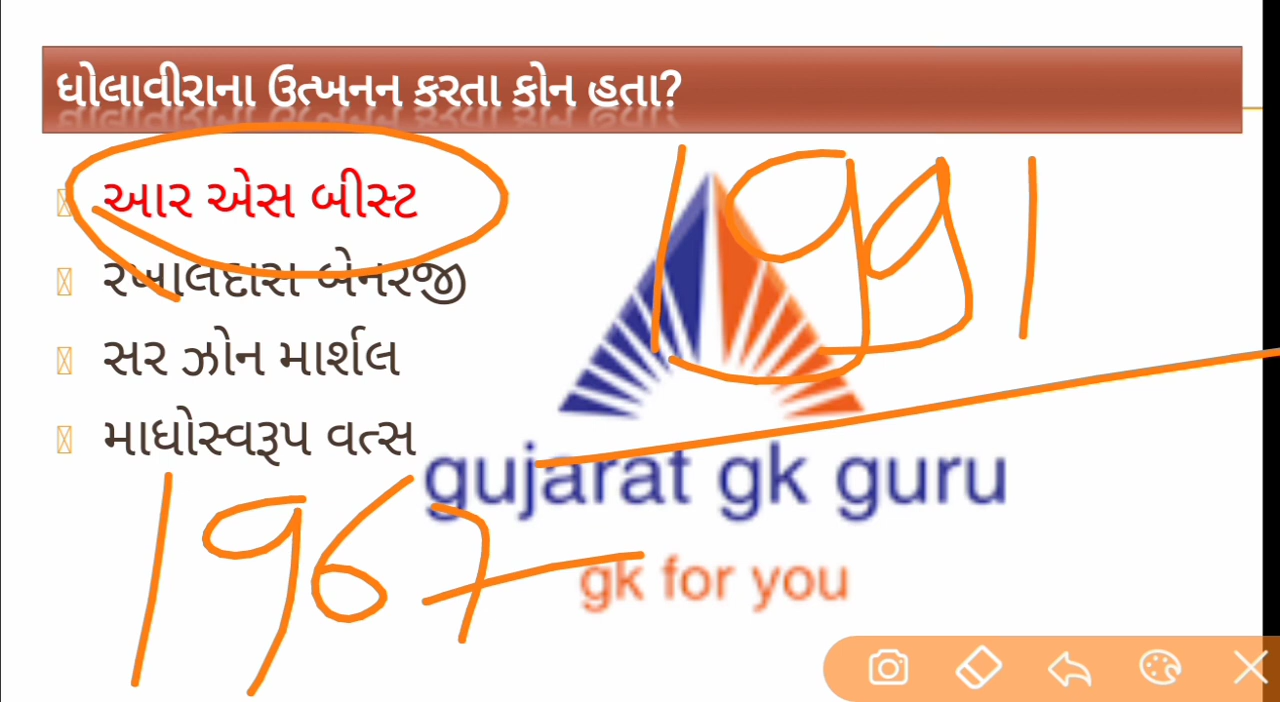 ધોલાવીરાના ઉત્ખનન કરતા કોન હતા?
આર એસ બીસ્ટ
રખાલદાસ બેનરજી
સર ઝોન માર્શલ
માધોસ્વરૂપ વત્સ
1991
gujarat gk guru
1967
gk for you